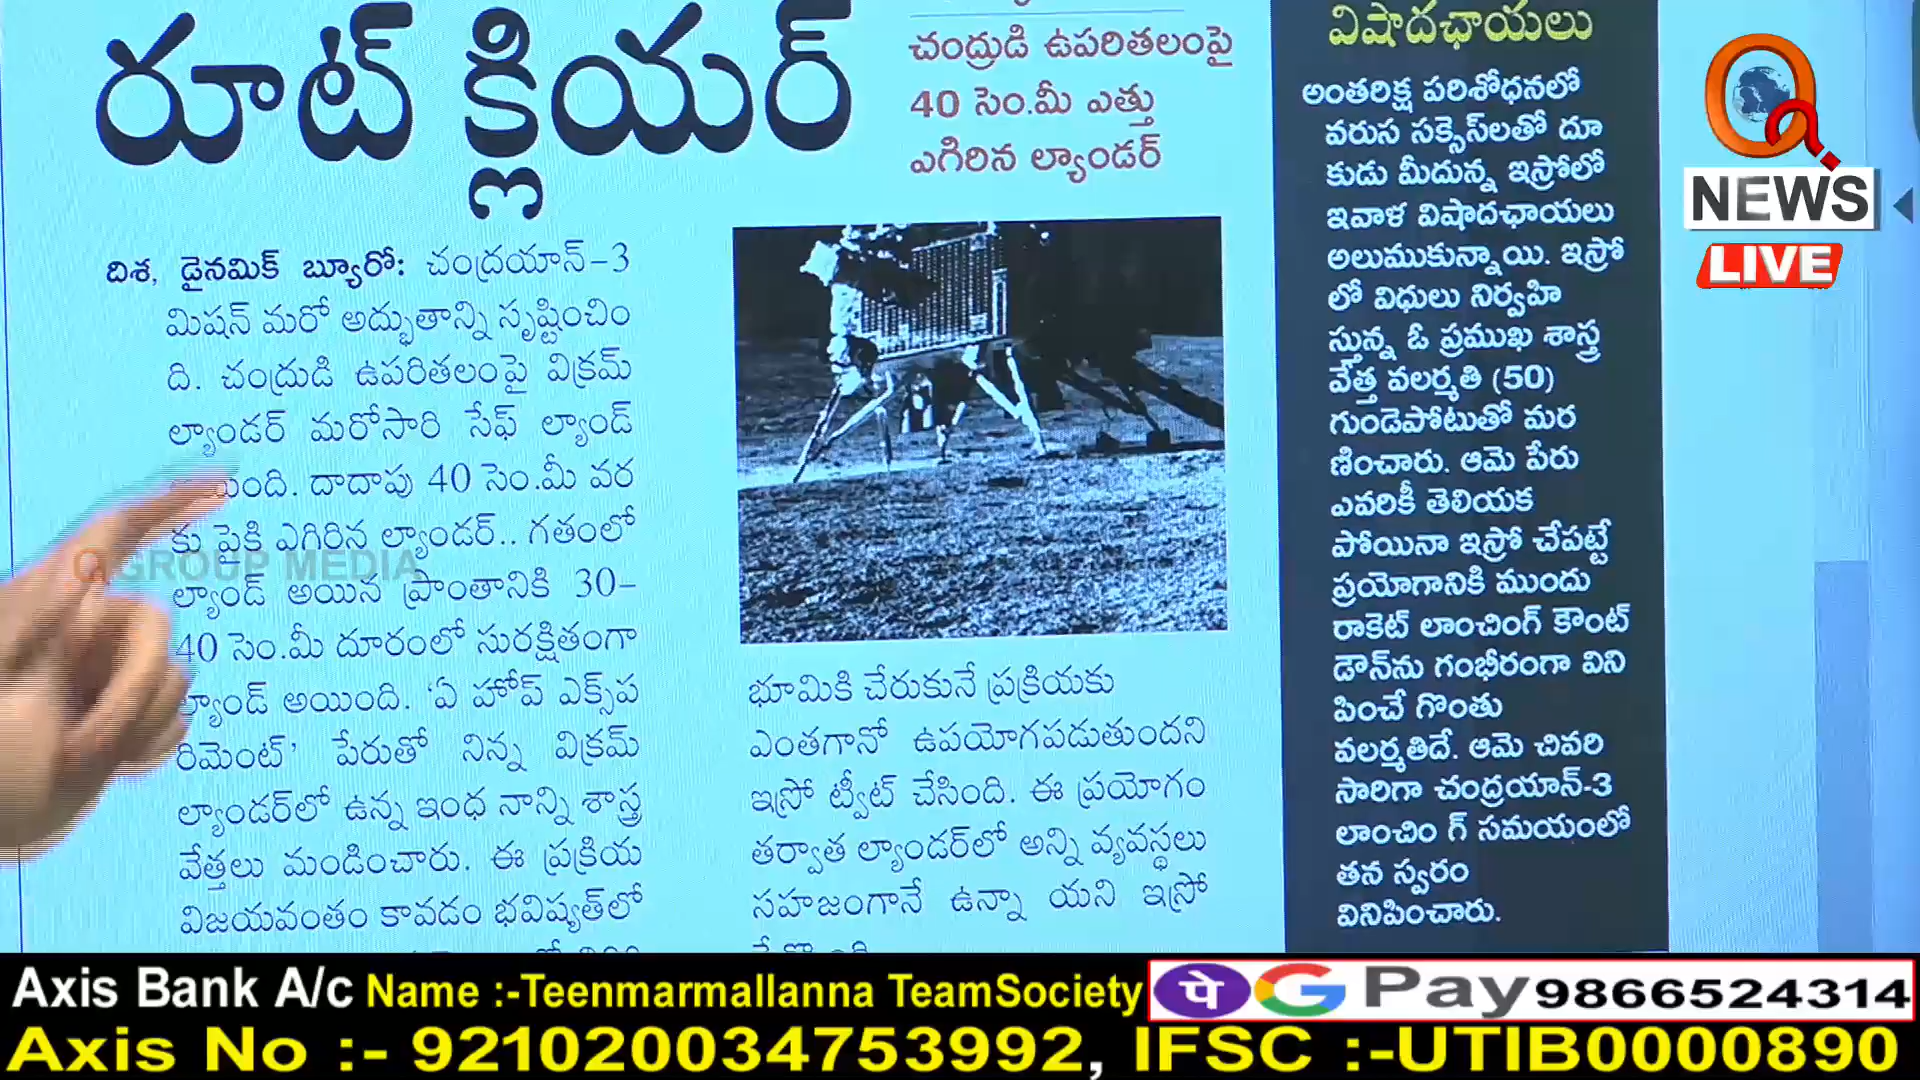 రూట్ క్లియర్
చంద్రుడి ఉపరితలంపై
40 సెం.మీ ఎత్తు
ఎగిరిన ల్యాండర్
దిశ, డైనమిక్ బ్యూరో: చంద్రయాన్-3
మిషన్ మరో అద్భుతాన్ని సృష్టించిం
ది. చంద్రుడి ఉపరితలంపై విక్రమ్
ల్యాండర్ మరోసారి సేఫ్ ల్యాండ్
దాదాపు 40 సెం.మీ వర
కు పైకి ఎగిరిన ల్యాండర్.. గతంలో
ల్యాండ్ అయిన ప్రాంతానికి 30-
40 సెం.మీ దూరంలో సురక్షితంగా
ల్యాండ్ అయింది. 'ఏ హోప్ ఎక్స్‌ప
రిమెంట్' పేరుతో నిన్న విక్రమ్
ల్యాండర్‌లో ఉన్న ఇంధ నాన్ని శాస్త్ర
వేత్తలు మండించారు. ఈ ప్రక్రియ
విజయవంతం కావడం భవిష్యత్‌లో
భూమికి చేరుకునే ప్రక్రియకు
ఎంతగానో ఉపయోగపడుతుందని
ఇస్రో ట్వీట్ చేసింది. ఈ ప్రయోగం
తర్వాత ల్యాండర్‌లో అన్ని వ్యవస్థలు
సహజంగానే ఉన్నా యని ఇస్రో
విషాదఛాయలు
అంతరిక్ష పరిశోధనలో
వరుస సక్సెస్‌లతో దూ
కుడు మీదున్న ఇస్రోలో
ఇవాళ విషాదఛాయలు
అలుముకున్నాయి. ఇస్రో
లో విధులు నిర్వహి
స్తున్న ఓ ప్రముఖ శాస్త్ర
వేత్త వలర్మతి (50)
గుండెపోటుతో మర
ణించారు. ఆమె పేరు
ఎవరికీ తెలియక
పోయినా ఇస్రో చేపట్టే
ప్రయోగానికి ముందు
రాకెట్ లాంచింగ్ కౌంట్
డౌన్‌ను గంభీరంగా విని
పించే గొంతు
వలర్మతిదే. ఆమె చివరి
సారిగా చంద్రయాన్-3
లాంచిం గ్ సమయంలో
తన స్వరం
వినిపించారు.
Q
NEWS
LIVE
Q GROUP MEDIA
Axis Bank A/c Name :-Teenmarmallanna TeamSociety पे G Pay 9866524314
Axis No :- 921020034753992, IFSC :-UTIB0000890